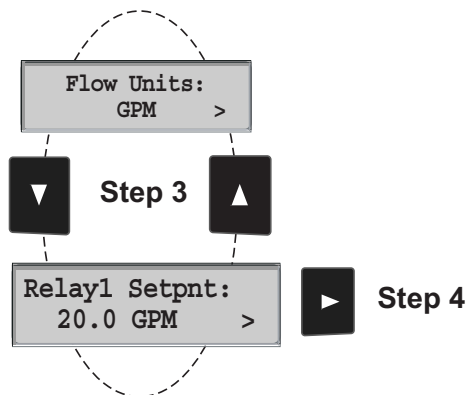 Flow Units:
GPM >
Step 3
Relay1 Setpnt:
20.0 GPM >
Step 4